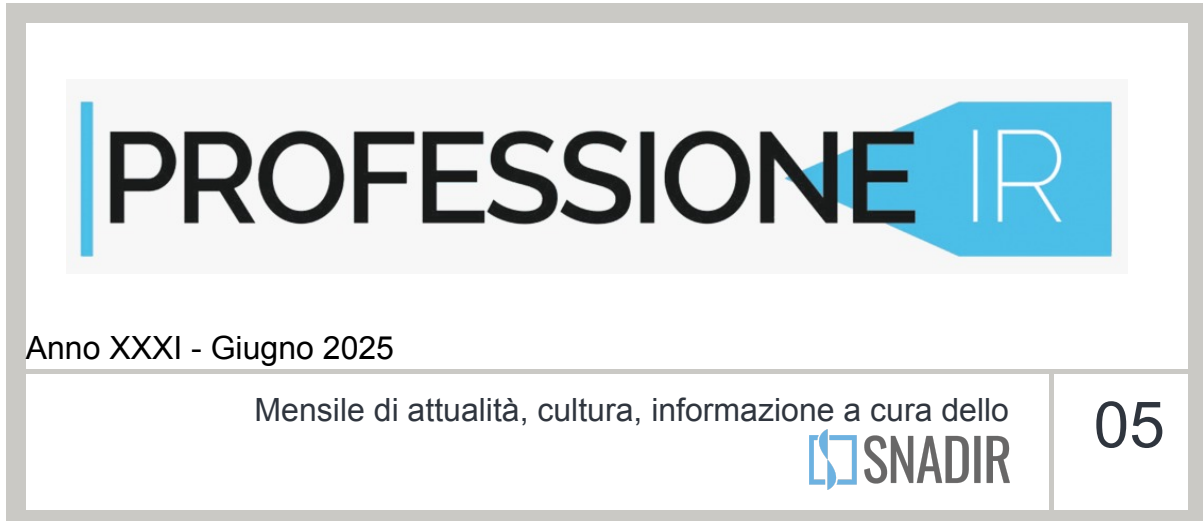 PROFESSIONE IR
Anno XXXI - Giugno 2025
Mensile di attualità, cultura, informazione a cura dello
SNADIR
05